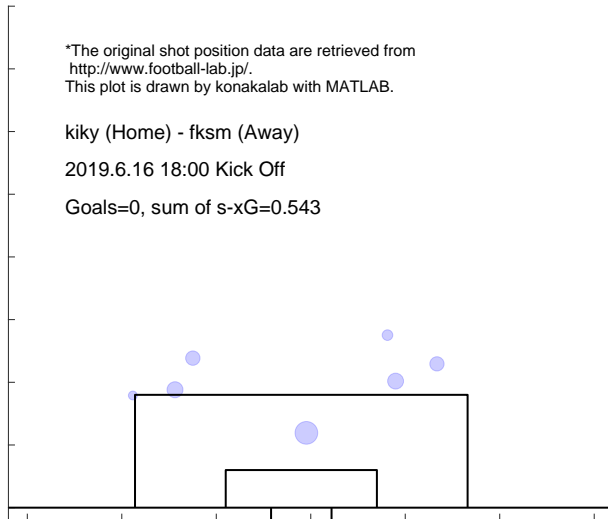 *The original shot position data are retrieved from
http://www.football-lab.jp/.
This plot is drawn by konakalab with MATLAB.
kiky (Home) - fksm (Away)
2019.6.16 18:00 Kick Off
Goals=0, sum of s-xG=0.543